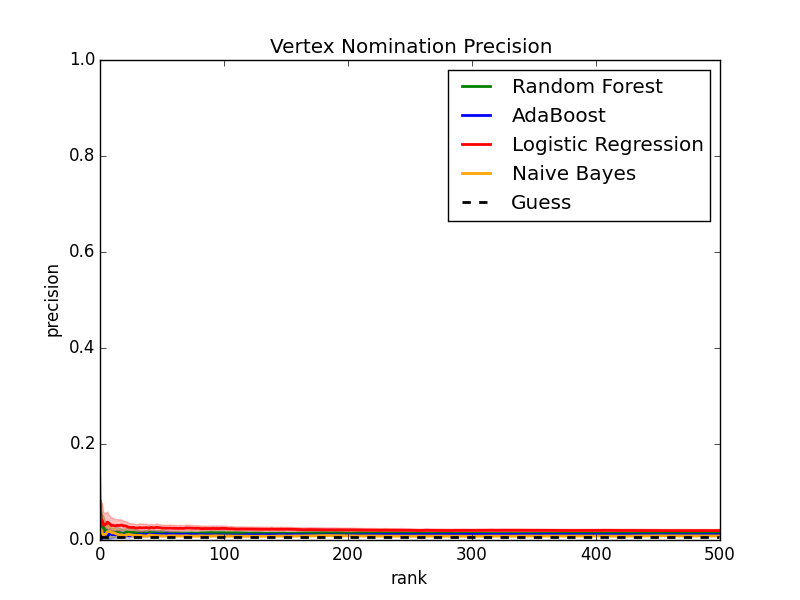 Vertex Nomination Precision
1.0
0.8
0.6
0.4
0.2
0.0
precision
Random Forest
AdaBoost
Logistic Regression
Naive Bayes
Guess
0 100 200 300 400 500
rank